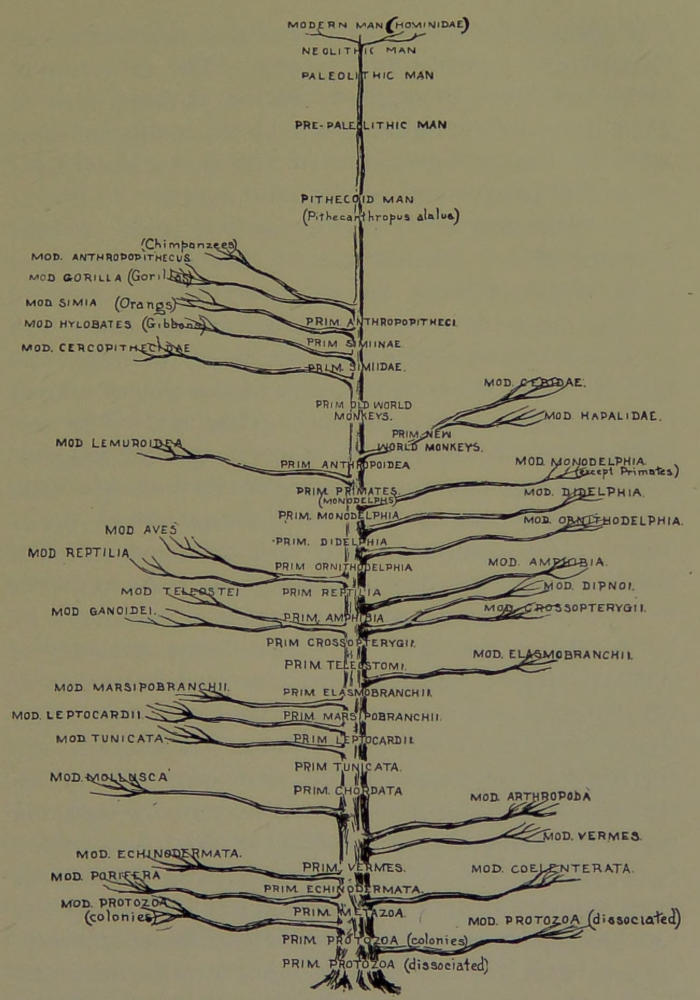 MODERN MAN (HOMINIDAE)
NEOLITHIC MAN
PALEOLITHIC MAN
PRE-PALEOLITHIC MAN
PITHECOID MAN
(Pithecanthropus alalus)
(Chimpanzees)
MOD. ANTHROPOPITHECUS
MOD GORILLA (Gorillas)
MOD SIMIA (Orangs)
MOD HYLOBATES (Gibbons)
PRIM. ANTHROPOPITHECI.
PRIM SIMIINAE.
MOD. CERCOPITHECIDAE
PRIM. SIMIIDAE.
MOD. CEBIDAE.
PRIM OLD WORLD
MONKEYS.
MOD HAPALIDAE.
PRIM NEW
WORLD MONKEYS.
MOD LEMUROIDEA
PRIM ANTHROPOIDEA
MOD. MONODELPHIA
(except Primates)
PRIM. PRIMATES.
(MONODELPHS)
MOD. DIDELPHIA.
PRIM. MONODELPHIA
MOD. ORNITHODELPHIA.
MOD AVES
PRIM. DIDELPHIA
MOD REPTILIA
PRIM ORNITHODELPHIA
MOD. AMPHIBIA.
MOD TELEOSTEI
PRIM REPTILIA
MOD. DIPNOI.
MOD GANOIDEI.
PRIM. AMPHIBIA
MOD. CROSSOPTERYGII.
PRIM CROSSOPTERYGII.
PRIM TELEOSTOMI.
MOD. ELASMOBRANCHII.
MOD. MARSIPOBRANCHII.
PRIM ELASMOBRANCHII.
MOD. LEPTOCARDII.
PRIM MARSIPOBRANCHII.
MOD. TUNICATA.
PRIM LEPTOCARDII
PRIM TUNICATA.
MOD. MOLLUSCA
PRIM. CHORDATA
MOD. ARTHROPODA
MOD. VERMES.
MOD. ECHINODERMATA.
PRIM. VERMES.
MOD. COELENTERATA.
MOD. PORIFERA
PRIM ECHINODERMATA.
MOD. PROTOZOA
(colonies)
PRIM. METAZOA.
MOD. PROTOZOA (dissociated)
PRIM PROTOZOA (colonies)
PRIM. PROTOZOA (dissociated)